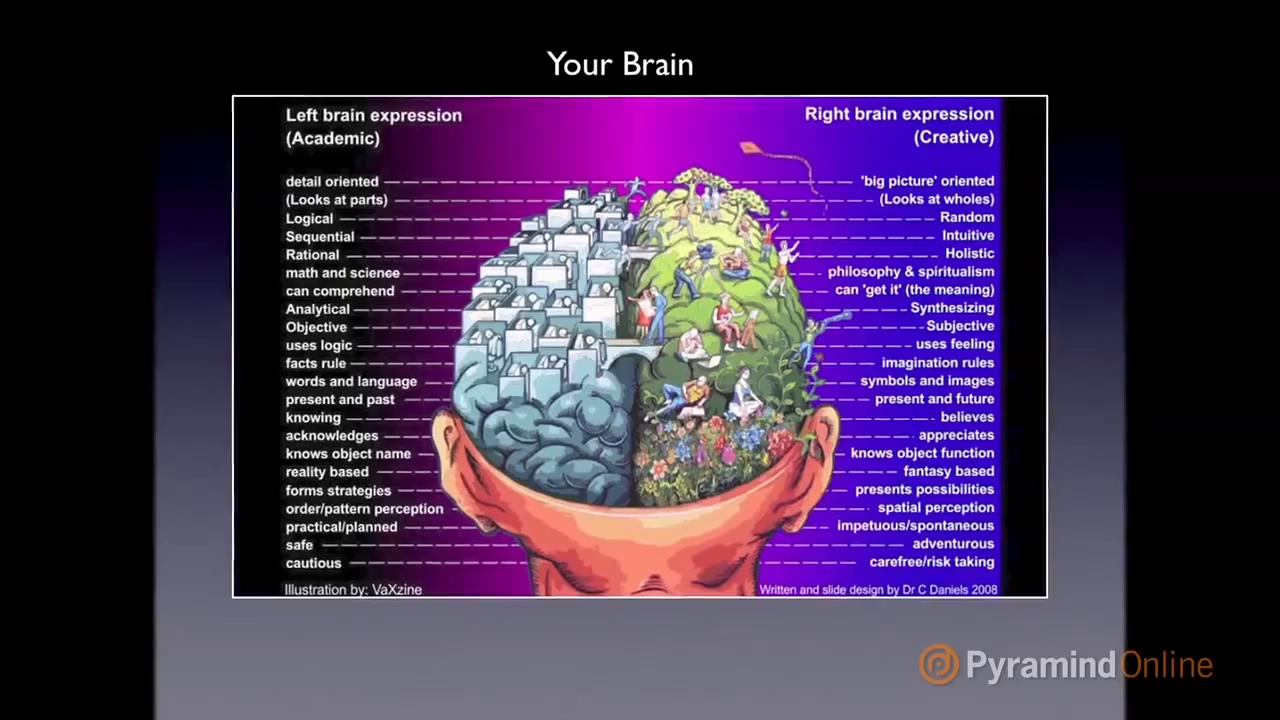 Your Brain
Left brain expression
(Academic)
detail oriented
(Looks at parts)
Logical
Sequential
Rational
math and science
can comprehend
Analytical
Objective
uses logic
facts rule
words and language
present and past
knowing
acknowledges
knows object name
reality based
forms strategies
order/pattern perception
practical/planned
safe
cautious
Illustration by: VaXzine
Right brain expression
(Creative)
'big picture' oriented
(Looks at wholes)
Random
Intuitive
Holistic
philosophy & spiritualism
can 'get it' (the meaning)
Synthesizing
Subjective
uses feeling
imagination rules
symbols and images
present and future
believes
appreciates
knows object function
fantasy based
presents possibilities
spatial perception
impetuous/spontaneous
adventurous
carefree/risk taking
Written and slide design by Dr C Daniels 2008
PyramindOnline